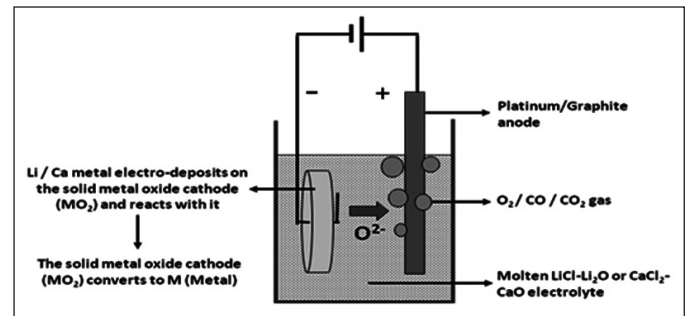 −
+
Platinum/Graphite
anode
Li / Ca metal electro-deposits on
the solid metal oxide cathode
(MO₂) and reacts with it
O₂/ CO / CO₂ gas
O²⁻
The solid metal oxide cathode
(MO₂) converts to M (Metal)
Molten LiCl-Li₂O or CaCl₂-
CaO electrolyte